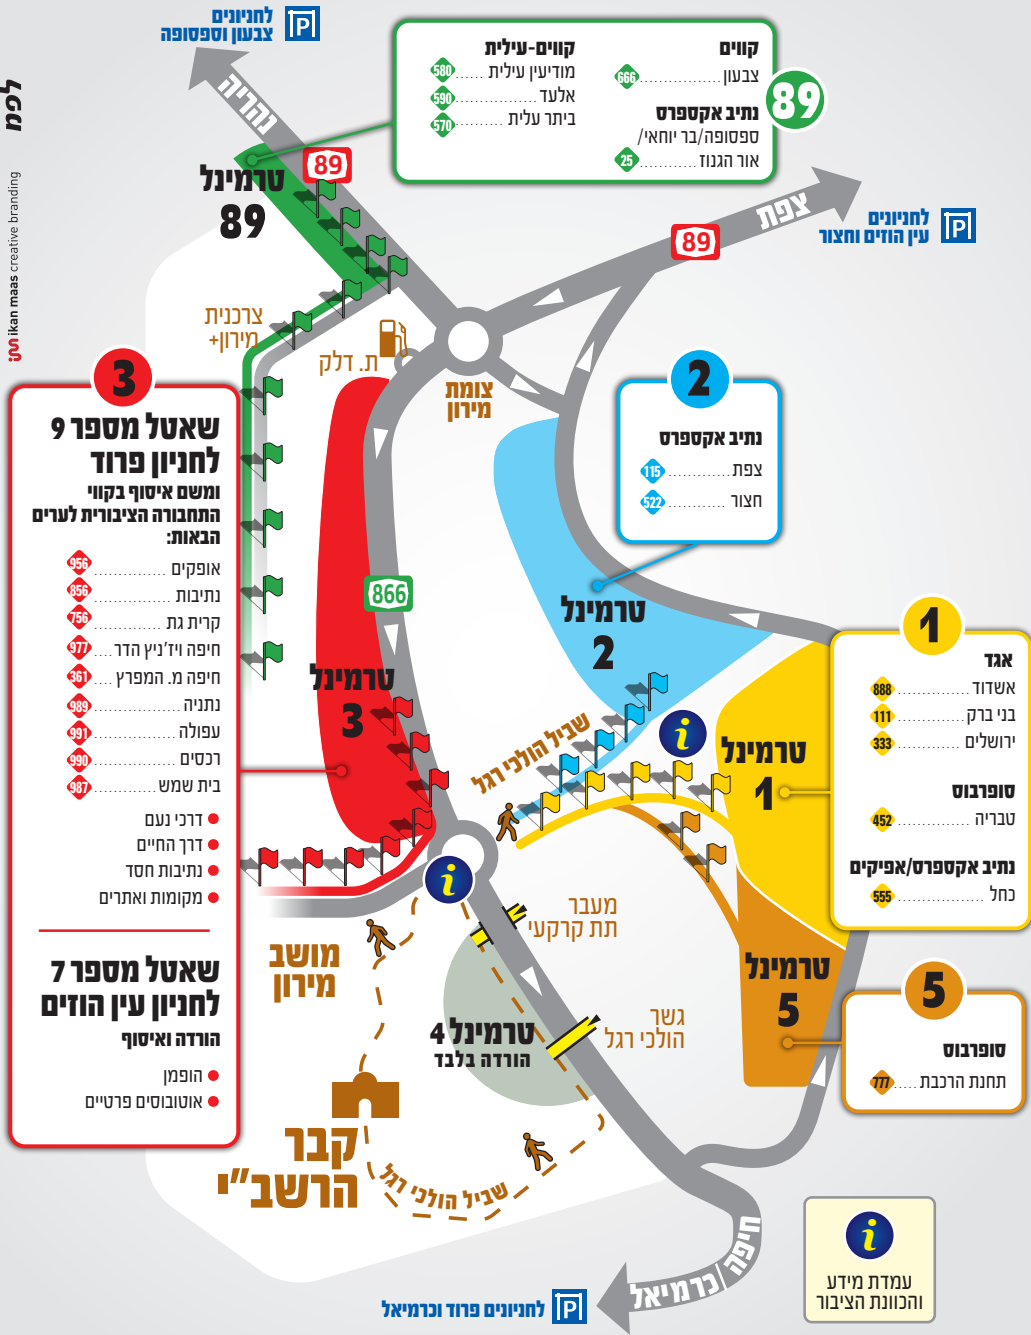 לחניונים
צבעון וספסופה
P
נהריה
קווים
צבעון ................. 666
נתיב אקספרס
ספסופה/בר יוחאי/
אור הגנוז ............ 25
קווים-עילית
מודיעין עילית ...... 580
אלעד ................. 590
ביתר עלית .......... 570
89
טרמינל
89
89
צפת
89
P
לחניונים
עין הוזים וחצור
צרכנית
מירון+
ת. דלק
צומת
מירון
2
נתיב אקספרס
צפת ............. 115
חצור ............ 522
טרמינל
2
3
שאטל מספר 9
לחניון פרוד
ומשם איסוף בקווי
התחבורה הציבורית לערים
הבאות:
אופקים ............... 956
נתיבות ................ 856
קרית גת .............. 756
חיפה ויז'ניץ הדר .... 977
חיפה מ. המפרץ .... 361
נתניה ................. 989
עפולה ................. 991
רכסים ................. 990
בית שמש ............. 987
• דרכי נעם
• דרך החיים
• נתיבות חסד
• מקומות ואתרים
שאטל מספר 7
לחניון עין הוזים
הורדה ואיסוף
• הופמן
• אוטובוסים פרטיים
866
טרמינל
3
שביל הולכי רגל
i
טרמינל
1
1
אגד
אשדוד ............... 888
בני ברק .............. 111
ירושלים .............. 333
סופרבוס
טבריה ............... 452
נתיב אקספרס/אפיקים
כחל .................. 555
i
מעבר
תת קרקעי
מושב
מירון
טרמינל 4
הורדה בלבד
גשר
הולכי רגל
טרמינל
5
5
סופרבוס
תחנת הרכבת ..... 777
קבר
הרשב"י
שביל הולכי רגל
חיפה/כרמיאל
P
לחניונים פרוד וכרמיאל
i
עמדת מידע
והכוונת הציבור
לפמ
ikan maas creative branding